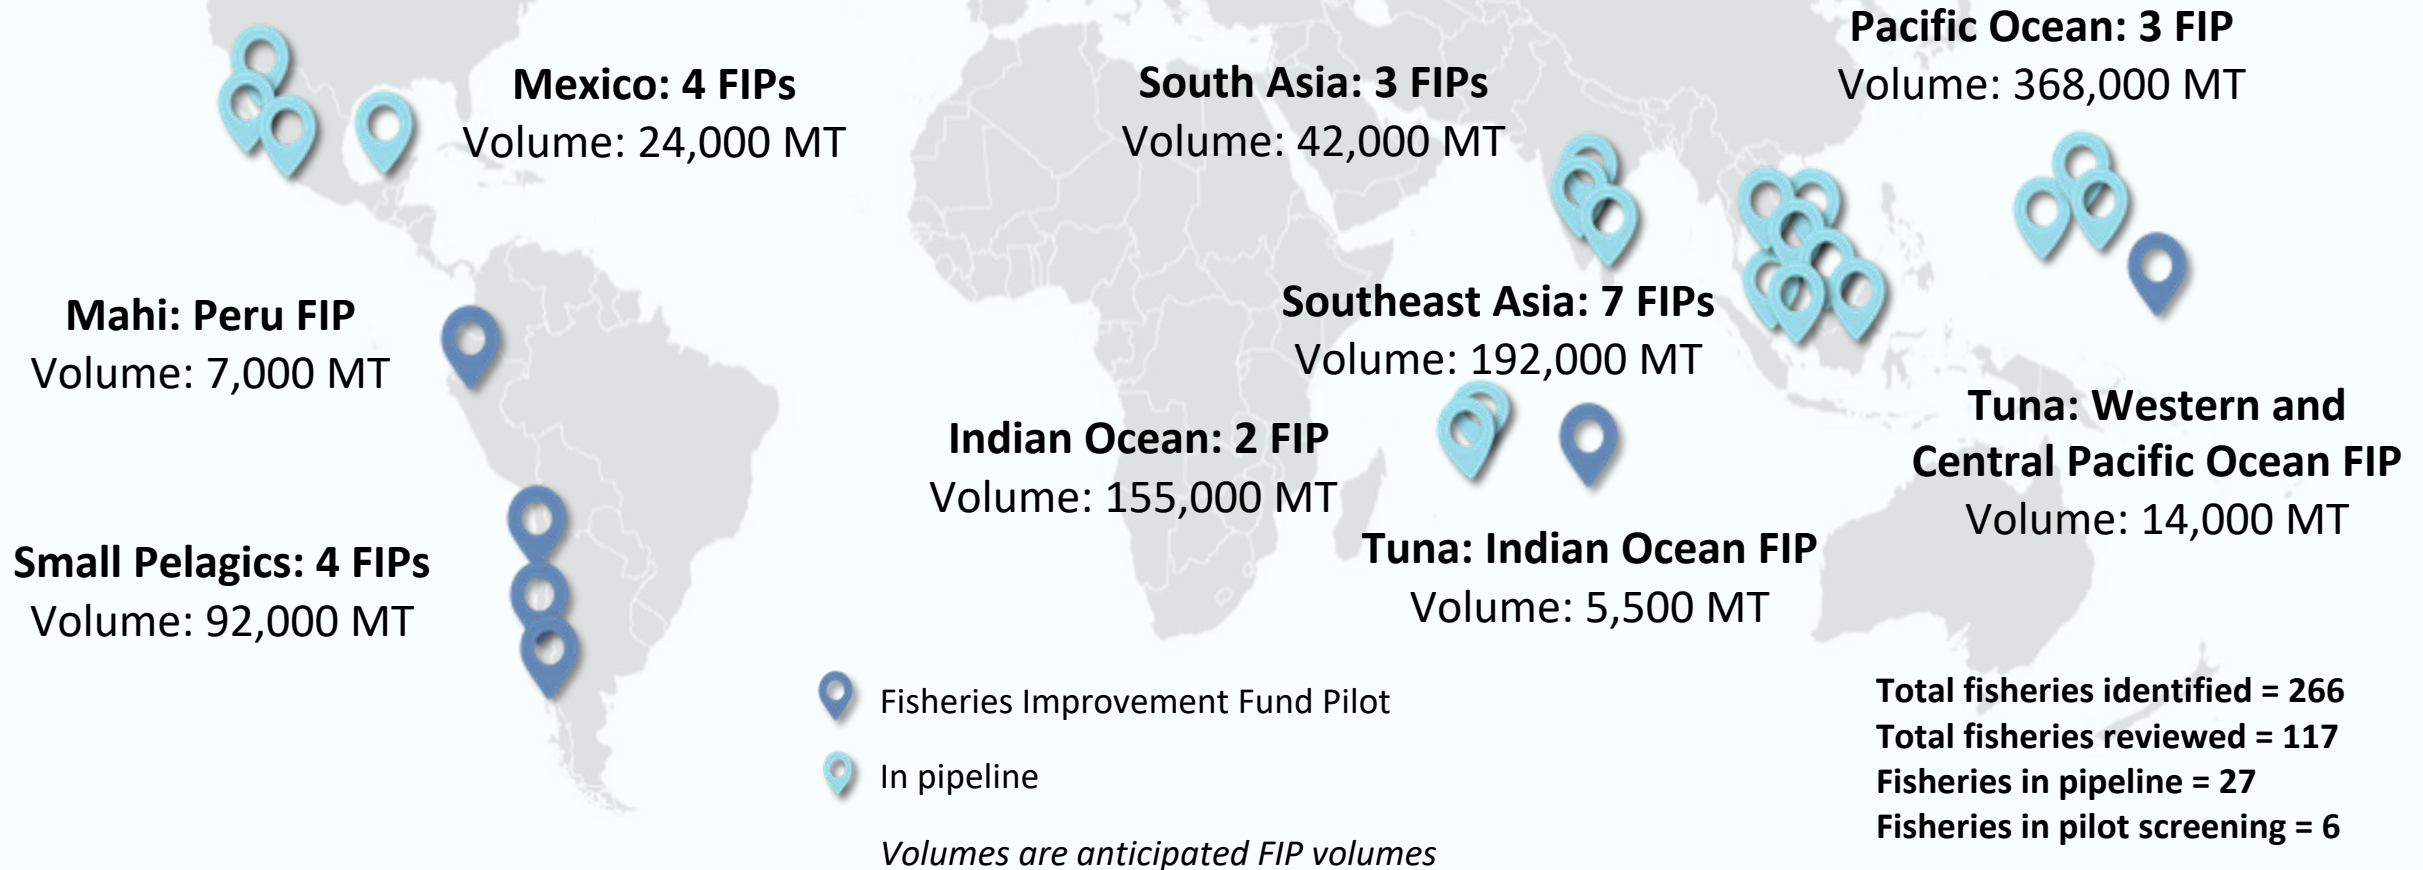 Pacific Ocean: 3 FIP
Volume: 368,000 MT
Mexico: 4 FIPs
Volume: 24,000 MT
South Asia: 3 FIPs
Volume: 42,000 MT
Mahi: Peru FIP
Volume: 7,000 MT
Southeast Asia: 7 FIPs
Volume: 192,000 MT
Indian Ocean: 2 FIP
Volume: 155,000 MT
Tuna: Western and
Central Pacific Ocean FIP
Volume: 14,000 MT
Small Pelagics: 4 FIPs
Volume: 92,000 MT
Tuna: Indian Ocean FIP
Volume: 5,500 MT
Fisheries Improvement Fund Pilot
In pipeline
Volumes are anticipated FIP volumes
Total fisheries identified = 266
Total fisheries reviewed = 117
Fisheries in pipeline = 27
Fisheries in pilot screening = 6